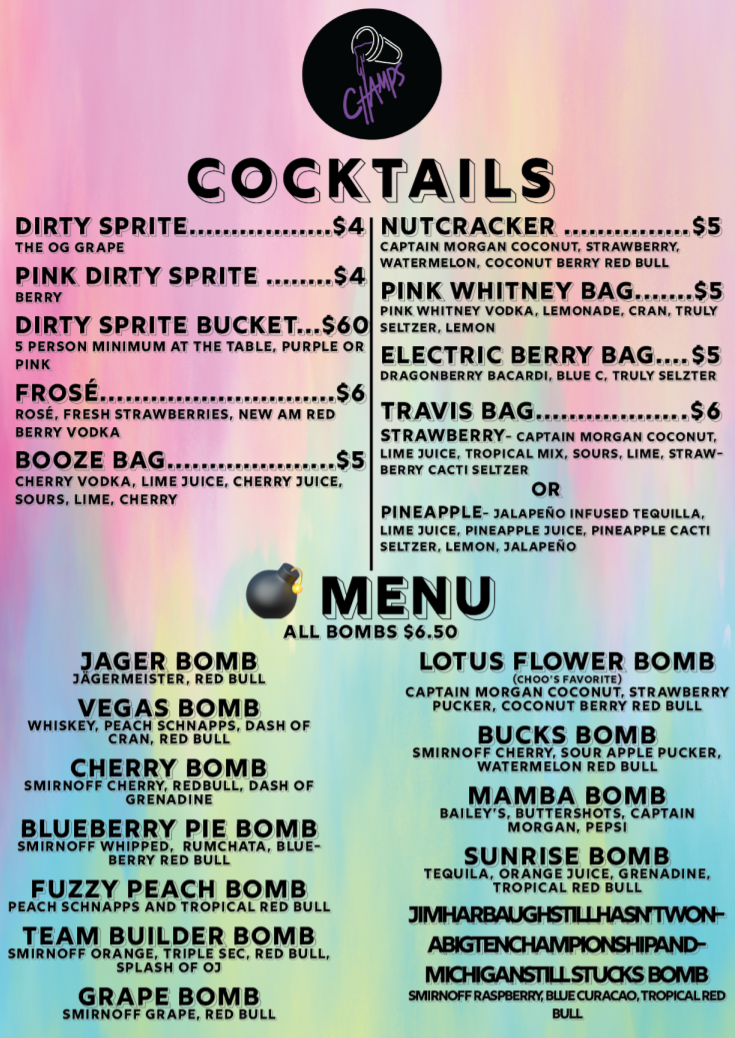 CHAMPS
COCKTAILS
DIRTY SPRITE.................$4
THE OG GRAPE
PINK DIRTY SPRITE ........$4
BERRY
DIRTY SPRITE BUCKET...$60
5 PERSON MINIMUM AT THE TABLE, PURPLE OR
PINK
FROSÉ............................$6
ROSÉ, FRESH STRAWBERRIES, NEW AM RED
BERRY VODKA
BOOZE BAG....................$5
CHERRY VODKA, LIME JUICE, CHERRY JUICE,
SOURS, LIME, CHERRY
NUTCRACKER ...............$5
CAPTAIN MORGAN COCONUT, STRAWBERRY,
WATERMELON, COCONUT BERRY RED BULL
PINK WHITNEY BAG.......$5
PINK WHITNEY VODKA, LEMONADE, CRAN, TRULY
SELTZER, LEMON
ELECTRIC BERRY BAG....$5
DRAGONBERRY BACARDI, BLUE C, TRULY SELZTER
TRAVIS BAG..................$6
STRAWBERRY- CAPTAIN MORGAN COCONUT,
LIME JUICE, TROPICAL MIX, SOURS, LIME, STRAW-
BERRY CACTI SELTZER
OR
PINEAPPLE- JALAPEÑO INFUSED TEQUILLA,
LIME JUICE, PINEAPPLE JUICE, PINEAPPLE CACTI
SELTZER, LEMON, JALAPEÑO
MENU
ALL BOMBS $6.50
JAGER BOMB
JÄGERMEISTER, RED BULL
VEGAS BOMB
WHISKEY, PEACH SCHNAPPS, DASH OF
CRAN, RED BULL
CHERRY BOMB
SMIRNOFF CHERRY, REDBULL, DASH OF
GRENADINE
BLUEBERRY PIE BOMB
SMIRNOFF WHIPPED, RUMCHATA, BLUE-
BERRY RED BULL
FUZZY PEACH BOMB
PEACH SCHNAPPS AND TROPICAL RED BULL
TEAM BUILDER BOMB
SMIRNOFF ORANGE, TRIPLE SEC, RED BULL,
SPLASH OF OJ
GRAPE BOMB
SMIRNOFF GRAPE, RED BULL
LOTUS FLOWER BOMB
(CHOO'S FAVORITE)
CAPTAIN MORGAN COCONUT, STRAWBERRY
PUCKER, COCONUT BERRY RED BULL
BUCKS BOMB
SMIRNOFF CHERRY, SOUR APPLE PUCKER,
WATERMELON RED BULL
MAMBA BOMB
BAILEY'S, BUTTERSHOTS, CAPTAIN
MORGAN, PEPSI
SUNRISE BOMB
TEQUILA, ORANGE JUICE, GRENADINE,
TROPICAL RED BULL
JIMHARBAUGHSTILLHASN'TWON-
ABIGTENCHAMPIONSHIPAND-
MICHIGANSTILLSTUCKS BOMB
SMIRNOFF RASPBERRY, BLUE CURACAO, TROPICAL RED
BULL